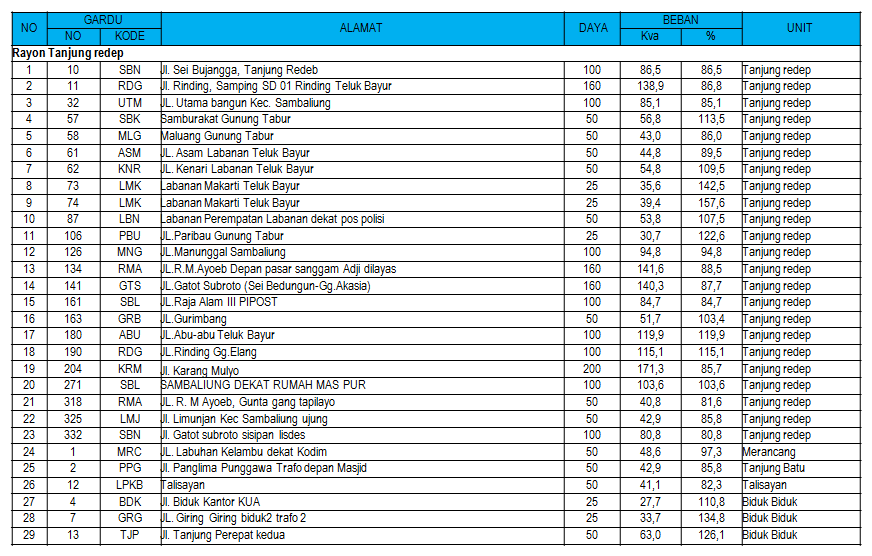 NO GARDU ALAMAT DAYA BEBAN UNIT
NO KODE Kva %
Rayon Tanjung redep
1 10 SBN Jl. Sei Bujangga, Tanjung Redeb 100 86,5 86,5 Tanjung redep
2 11 RDG Jl. Rinding, Samping SD 01 Rinding Teluk Bayur 160 138,9 86,8 Tanjung redep
3 32 UTM JL. Utama bangun Kec. Sambaliung 100 85,1 85,1 Tanjung redep
4 57 SBK Samburakat Gunung Tabur 50 56,8 113,5 Tanjung redep
5 58 MLG Maluang Gunung Tabur 50 43,0 86,0 Tanjung redep
6 61 ASM JL. Asam Labanan Teluk Bayur 50 44,8 89,5 Tanjung redep
7 62 KNR JL. Kenari Labanan Teluk Bayur 50 54,8 109,5 Tanjung redep
8 73 LMK Labanan Makarti Teluk Bayur 25 35,6 142,5 Tanjung redep
9 74 LMK Labanan Makarti Teluk Bayur 25 39,4 157,6 Tanjung redep
10 87 LBN Labanan Perempatan Labanan dekat pos polisi 50 53,8 107,5 Tanjung redep
11 106 PBU JL.Paribau Gunung Tabur 25 30,7 122,6 Tanjung redep
12 126 MNG JL.Manunggal Sambaliung 100 94,8 94,8 Tanjung redep
13 134 RMA JL.R.M.Ayoeb Depan pasar sanggam Adji dilayas 160 141,6 88,5 Tanjung redep
14 141 GTS JL.Gatot Subroto (Sei Bedungun-Gg.Akasia) 160 140,3 87,7 Tanjung redep
15 161 SBL JL.Raja Alam III PIPOST 100 84,7 84,7 Tanjung redep
16 163 GRB JL.Gurimbang 50 51,7 103,4 Tanjung redep
17 180 ABU JL.Abu-abu Teluk Bayur 100 119,9 119,9 Tanjung redep
18 190 RDG JL.Rinding Gg.Elang 100 115,1 115,1 Tanjung redep
19 204 KRM Jl. Karang Mulyo 200 171,3 85,7 Tanjung redep
20 271 SBL SAMBALIUNG DEKAT RUMAH MAS PUR 100 103,6 103,6 Tanjung redep
21 318 RMA JL. R. M Ayoeb, Gunta gang tapilayo 50 40,8 81,6 Tanjung redep
22 325 LMJ Jl. Limunjan Kec Sambaliung ujung 50 42,9 85,8 Tanjung redep
23 332 SBN Jl. Gatot subroto sisipan lisdes 100 80,8 80,8 Tanjung redep
24 1 MRC JL. Labuhan Kelambu dekat Kodim 50 48,6 97,3 Merancang
25 2 PPG Jl. Panglima Punggawa Trafo depan Masjid 50 42,9 85,8 Tanjung Batu
26 12 LPKB Talisayan 50 41,1 82,3 Talisayan
27 4 BDK Jl. Biduk Kantor KUA 25 27,7 110,8 Biduk Biduk
28 7 GRG JL. Giring Giring biduk2 trafo 2 25 33,7 134,8 Biduk Biduk
29 13 TJP Jl. Tanjung Perepat kedua 50 63,0 126,1 Biduk Biduk